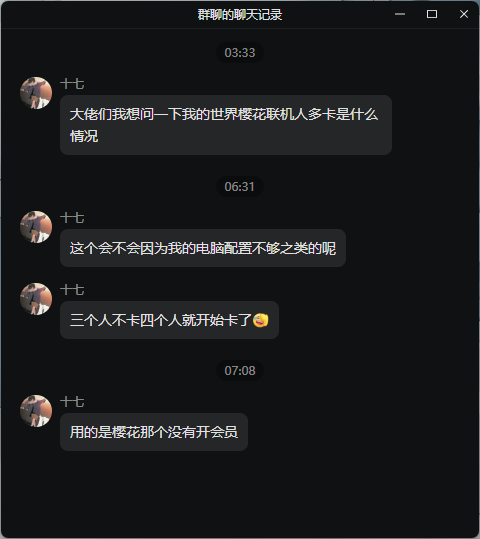 群聊的聊天记录
03:33
十七
大佬们我想问一下我的世界樱花联机人多卡是什么
情况
06:31
十七
这个会不会因为我的电脑配置不够之类的呢
十七
三个人不卡四个人就开始卡了😅
07:08
十七
用的是樱花那个没有开会员